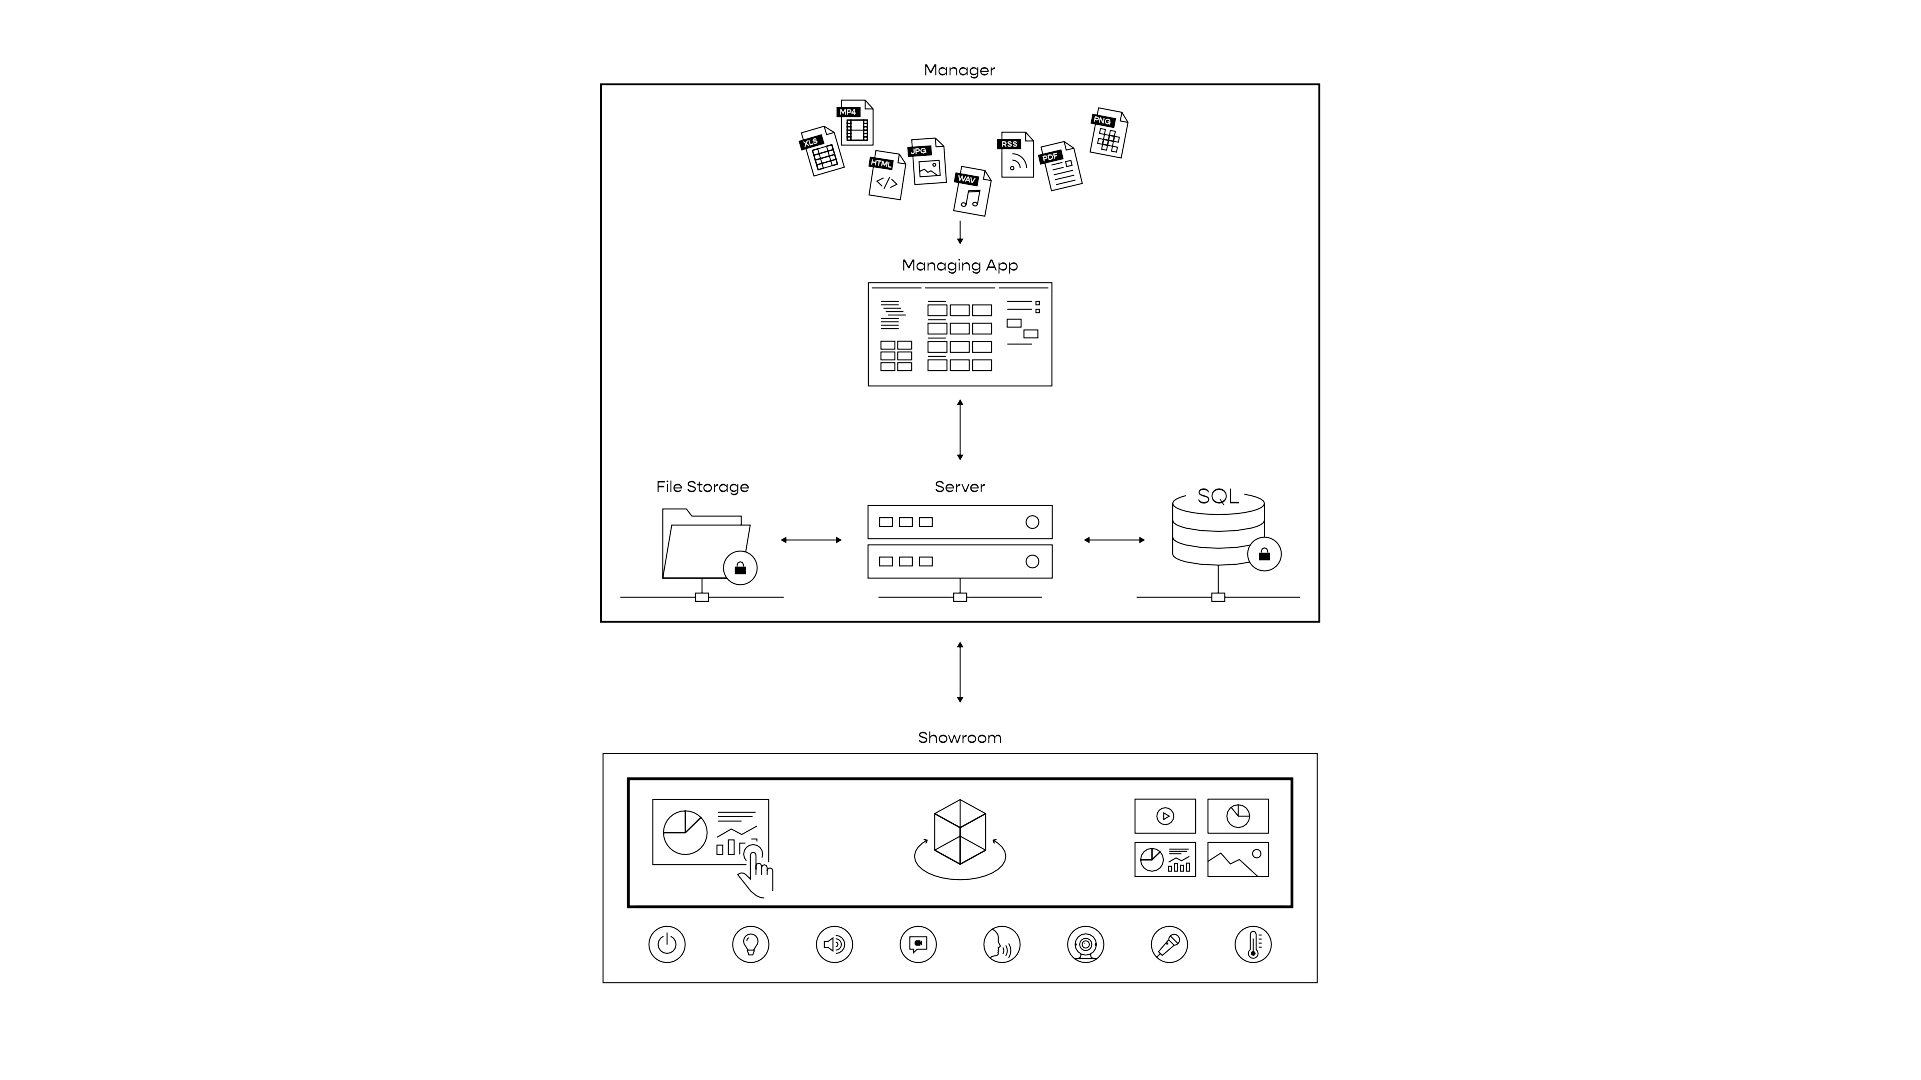 Manager
MP4
XLS
HTML
JPG
WAV
RSS
PDF
PNG
Managing App
File Storage
Server
SQL
Showroom